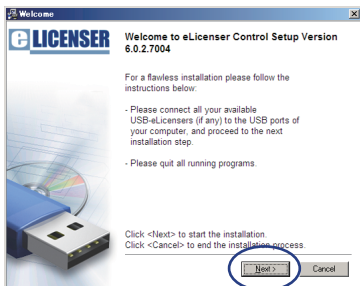 Welcome
e LICENSER
Welcome to eLicenser Control Setup Version
6.0.2.7004
For a flawless installation please follow the
instructions below:
- Please connect all your available
USB-eLicensers (if any) to the USB ports of
your computer, and proceed to the next
installation step.
- Please quit all running programs.
Click <Next> to start the installation.
Click <Cancel> to end the installation process.
Next >
Cancel